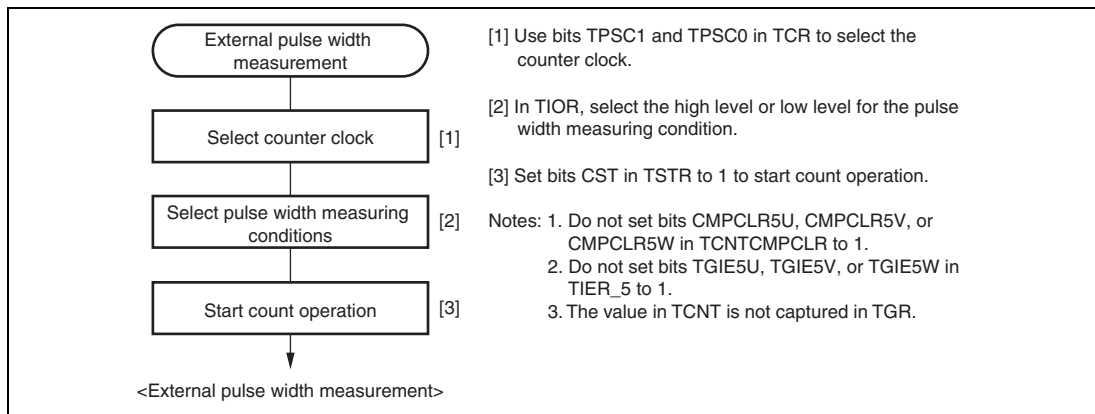 External pulse width
measurement
Select counter clock
[1]
Select pulse width measuring
conditions
[2]
Start count operation
[3]
<External pulse width measurement>
[1] Use bits TPSC1 and TPSC0 in TCR to select the
counter clock.
[2] In TIOR, select the high level or low level for the pulse
width measuring condition.
[3] Set bits CST in TSTR to 1 to start count operation.
Notes: 1. Do not set bits CMPCLR5U, CMPCLR5V, or
CMPCLR5W in TCNTCMPCLR to 1.
2. Do not set bits TGIE5U, TGIE5V, or TGIE5W in
TIER_5 to 1.
3. The value in TCNT is not captured in TGR.